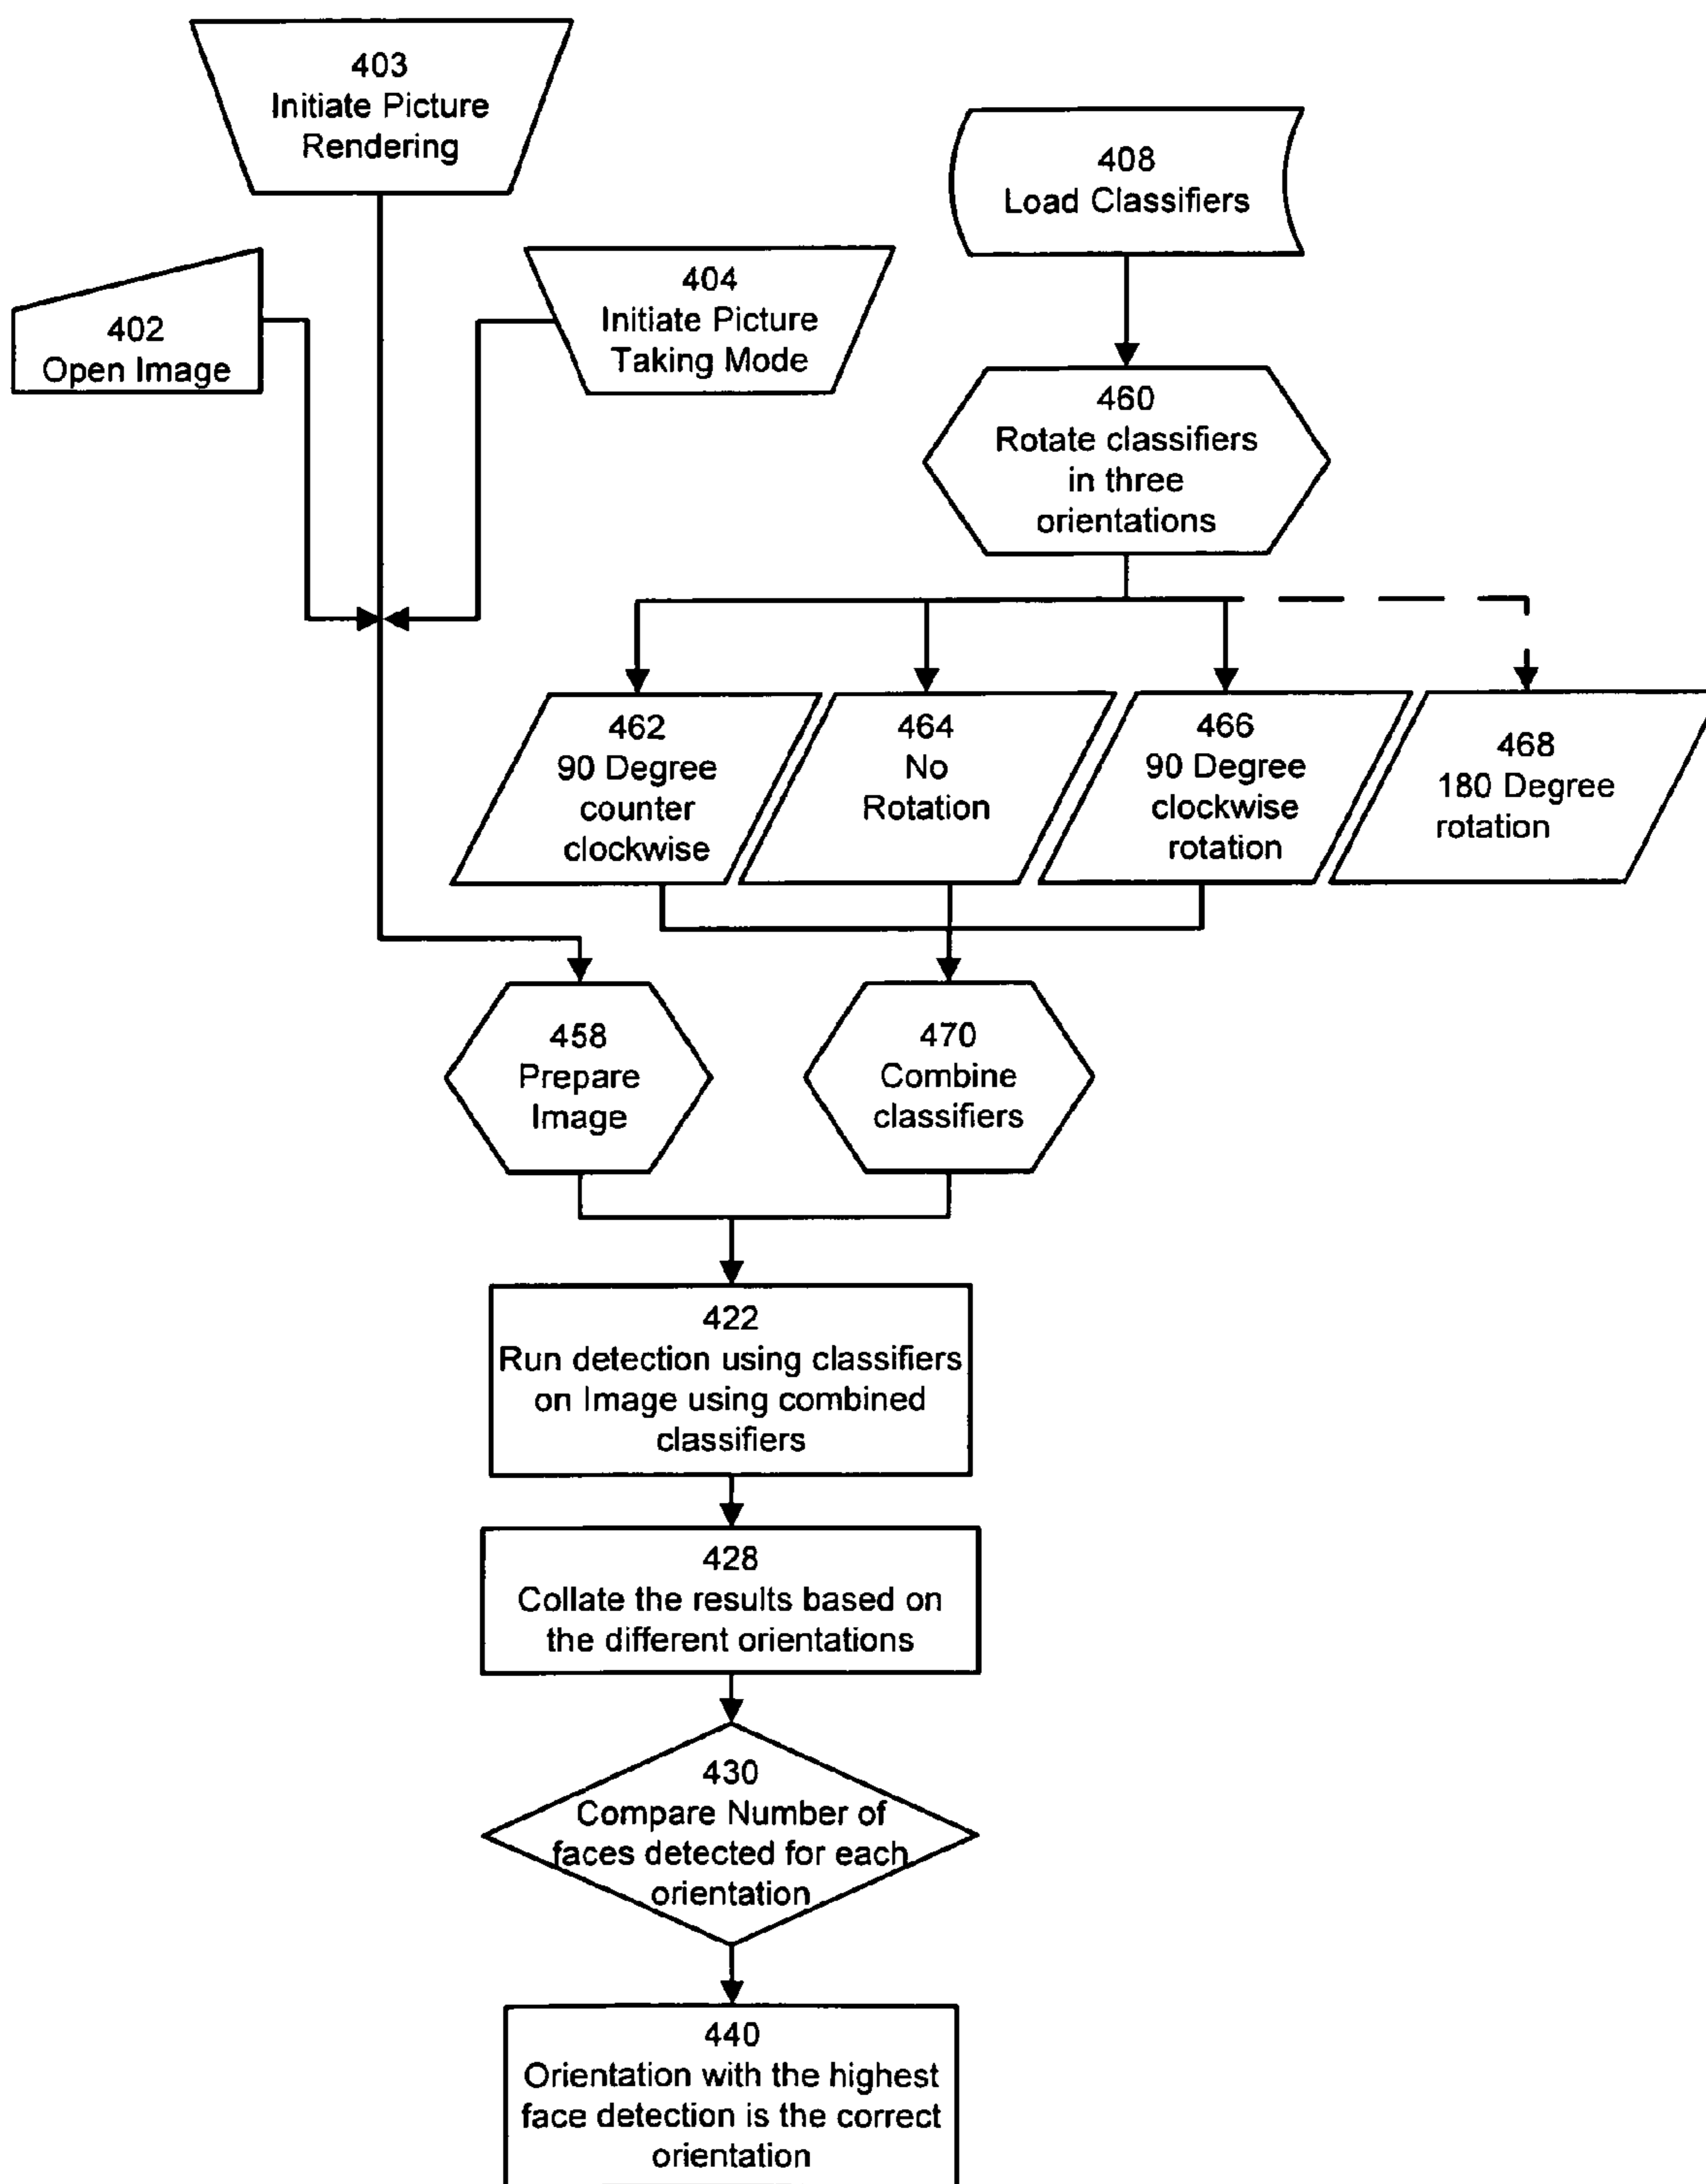 403
Initiate Picture
Rendering
408
Load Classifiers
402
Open Image
404
Initiate Picture
Taking Mode
460
Rotate classifiers
in three
orientations
462
90 Degree
counter
clockwise
464
No
Rotation
466
90 Degree
clockwise
rotation
468
180 Degree
rotation
458
Prepare
Image
470
Combine
classifiers
422
Run detection using classifiers
on Image using combined
classifiers
428
Collate the results based on
the different orientations
430
Compare Number of
faces detected for each
orientation
440
Orientation with the highest
face detection is the correct
orientation